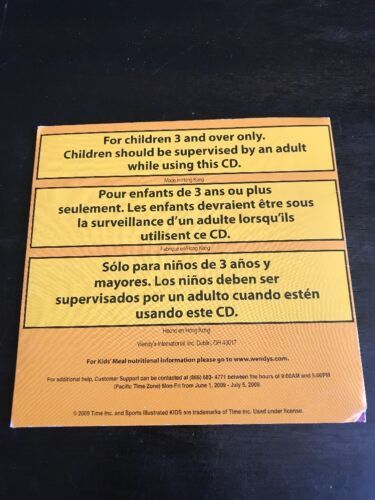 For children 3 and over only.
Children should be supervised by an adult
while using this CD.
Made in Hong Kong
Pour enfants de 3 ans ou plus
seulement. Les enfants devraient être sous
la surveillance d'un adulte lorsqu'ils
utilisent ce CD.
Fabriqué en Hong Kong
Sólo para niños de 3 años y
mayores. Los niños deben ser
supervisados por un adulto cuando estén
usando este CD.
Hecho en Hong Kong
Wendy's International, Inc. Dublin, OH 43017
For Kids' Meal nutritional information please go to www.wendys.com.
For additional help, Customer Support can be contacted at (866) 682-4771 between the hours of 9:00AM and 5:00PM
(Pacific Time Zone) Mon-Fri from June 1, 2009 - July 5, 2009.
© 2009 Time Inc. and Sports Illustrated KIDS are trademarks of Time Inc. Used under license.